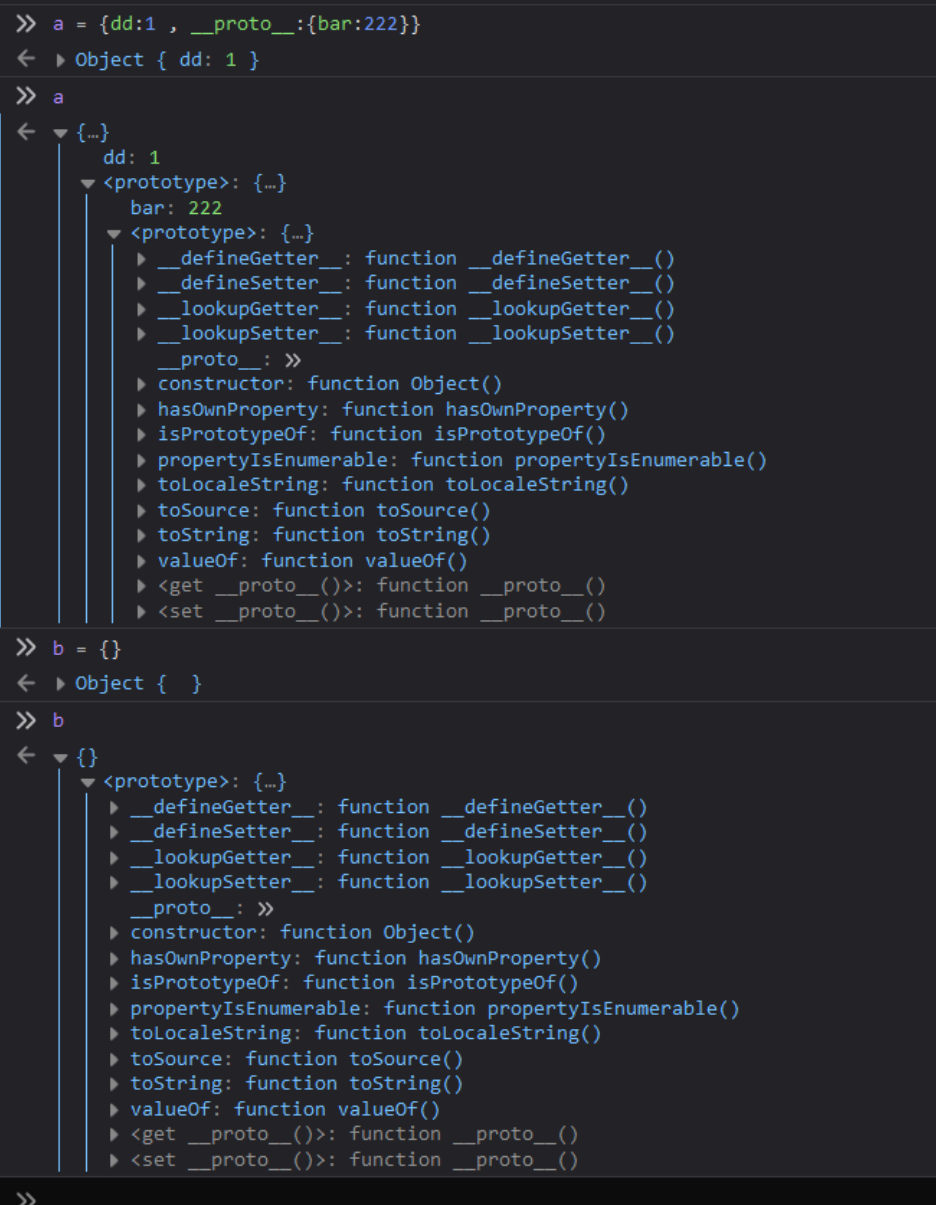 » a = {dd:1 , __proto__:{bar:222}}
← ▶ Object { dd: 1 }
» a
← ▼ {…}
dd: 1
▼ <prototype>: {…}
bar: 222
▼ <prototype>: {…}
▶ __defineGetter__: function __defineGetter__()
▶ __defineSetter__: function __defineSetter__()
▶ __lookupGetter__: function __lookupGetter__()
▶ __lookupSetter__: function __lookupSetter__()
__proto__: »
▶ constructor: function Object()
▶ hasOwnProperty: function hasOwnProperty()
▶ isPrototypeOf: function isPrototypeOf()
▶ propertyIsEnumerable: function propertyIsEnumerable()
▶ toLocaleString: function toLocaleString()
▶ toSource: function toSource()
▶ toString: function toString()
▶ valueOf: function valueOf()
▶ <get __proto__()>: function __proto__()
▶ <set __proto__()>: function __proto__()
» b = {}
← ▶ Object {  }
» b
← ▼ {}
▼ <prototype>: {…}
▶ __defineGetter__: function __defineGetter__()
▶ __defineSetter__: function __defineSetter__()
▶ __lookupGetter__: function __lookupGetter__()
▶ __lookupSetter__: function __lookupSetter__()
__proto__: »
▶ constructor: function Object()
▶ hasOwnProperty: function hasOwnProperty()
▶ isPrototypeOf: function isPrototypeOf()
▶ propertyIsEnumerable: function propertyIsEnumerable()
▶ toLocaleString: function toLocaleString()
▶ toSource: function toSource()
▶ toString: function toString()
▶ valueOf: function valueOf()
▶ <get __proto__()>: function __proto__()
▶ <set __proto__()>: function __proto__()
»